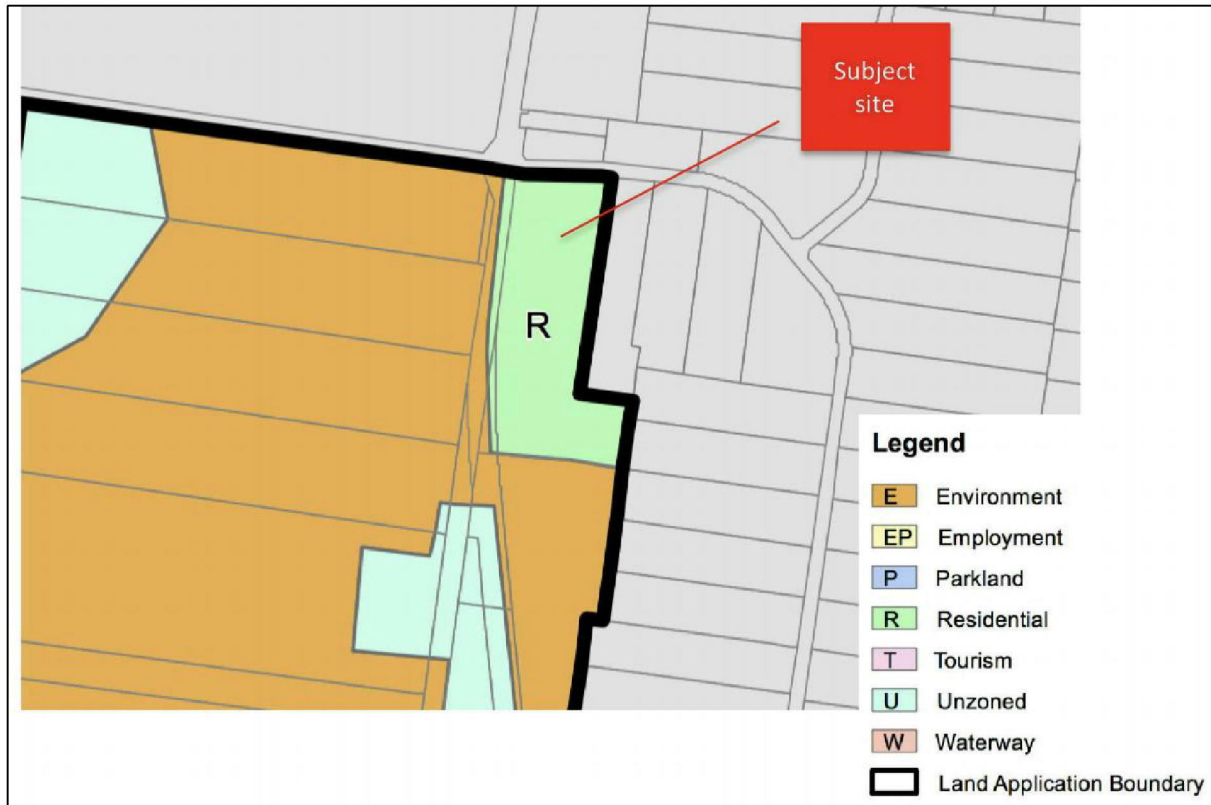 Subject
site
R
Legend
E Environment
EP Employment
P Parkland
R Residential
T Tourism
U Unzoned
W Waterway
Land Application Boundary